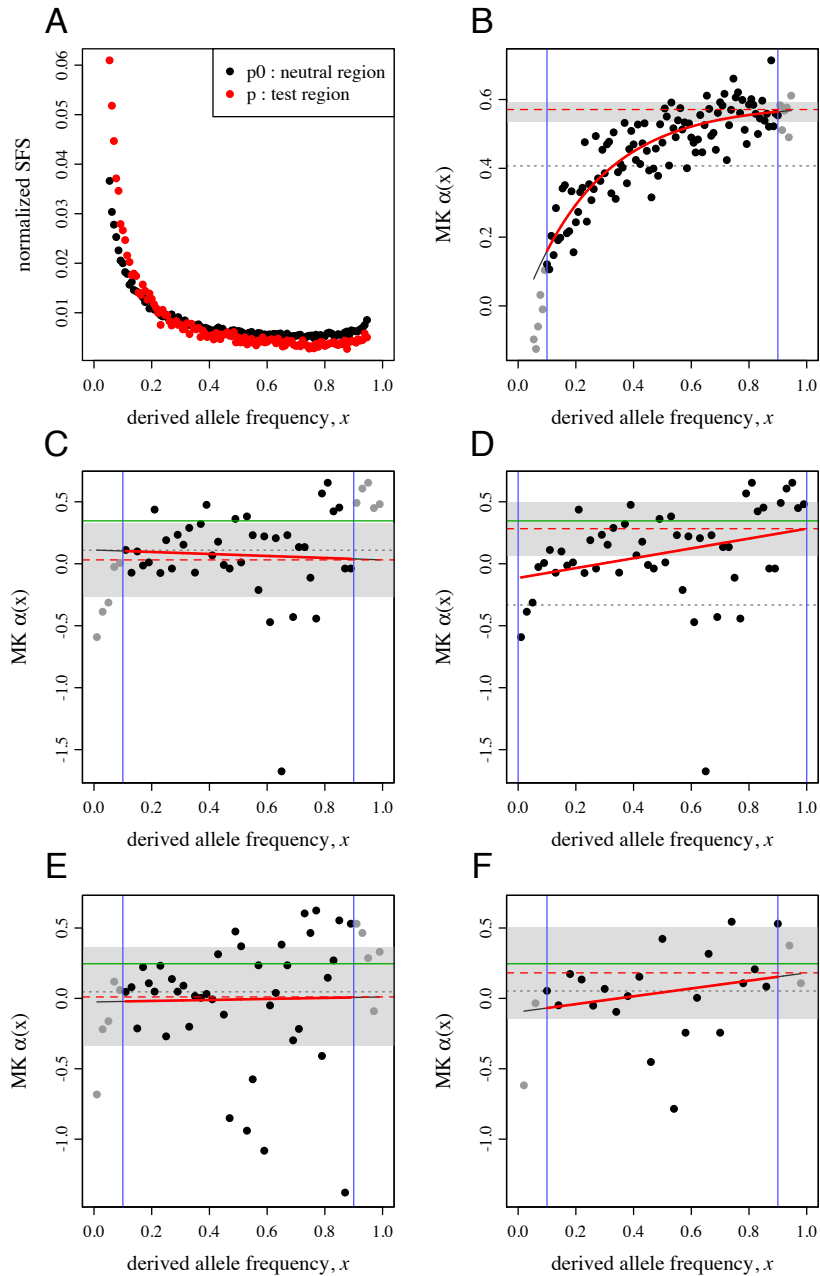 A
normalized SFS
0.01
0.02
0.03
0.04
0.05
0.06
p0 : neutral region
p : test region
0.0 0.2 0.4 0.6 0.8 1.0
derived allele frequency, x
B
MK α(x)
0.0
0.2
0.4
0.6
0.0 0.2 0.4 0.6 0.8 1.0
derived allele frequency, x
C
MK α(x)
-1.5
-1.0
-0.5
0.0
0.5
0.0 0.2 0.4 0.6 0.8 1.0
derived allele frequency, x
D
MK α(x)
-1.5
-1.0
-0.5
0.0
0.5
0.0 0.2 0.4 0.6 0.8 1.0
derived allele frequency, x
E
MK α(x)
-1.0
-0.5
0.0
0.5
0.0 0.2 0.4 0.6 0.8 1.0
derived allele frequency, x
F
MK α(x)
-1.0
-0.5
0.0
0.5
0.0 0.2 0.4 0.6 0.8 1.0
derived allele frequency, x